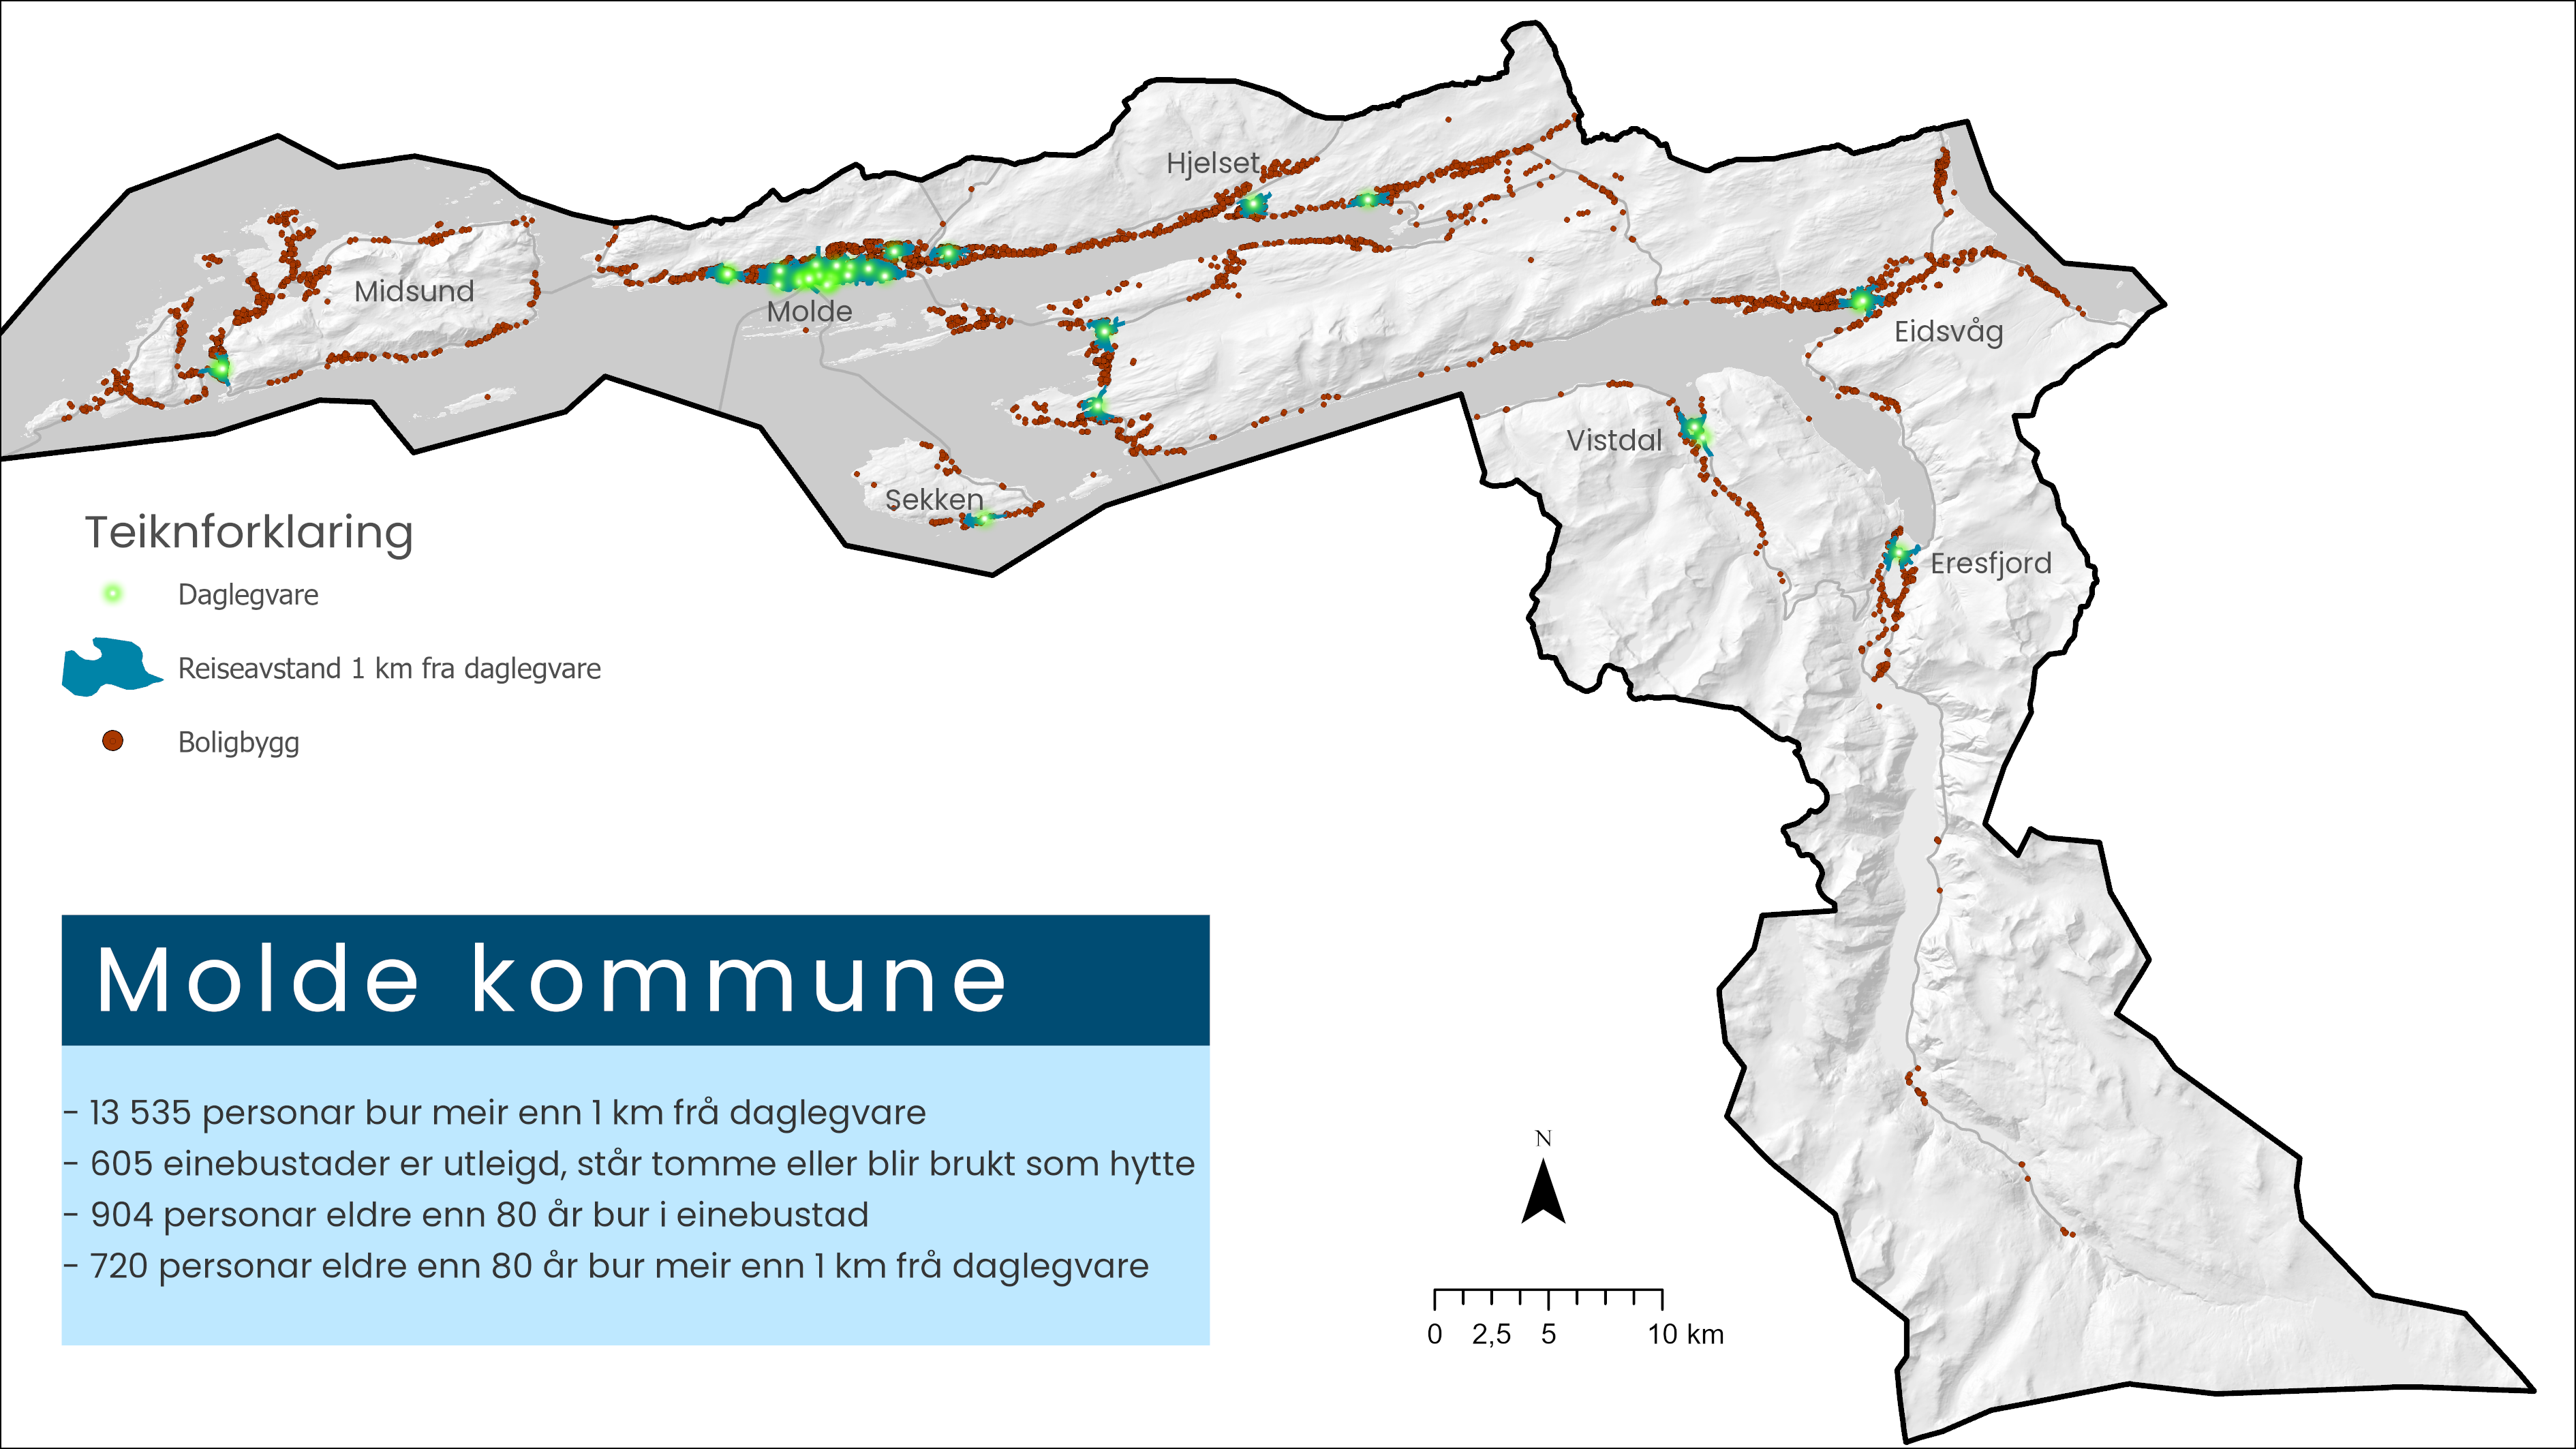 Hjelset
Midsund
Molde
Eidsvåg
Vistdal
Sekken
Eresfjord
Teiknforklaring
Daglegvare
Reiseavstand 1 km fra daglegvare
Boligbygg
Molde kommune
- 13 535 personar bur meir enn 1 km frå daglegvare
- 605 einebustader er utleigd, står tomme eller blir brukt som hytte
- 904 personar eldre enn 80 år bur i einebustad
- 720 personar eldre enn 80 år bur meir enn 1 km frå daglegvare
N
0 2,5 5 10 km